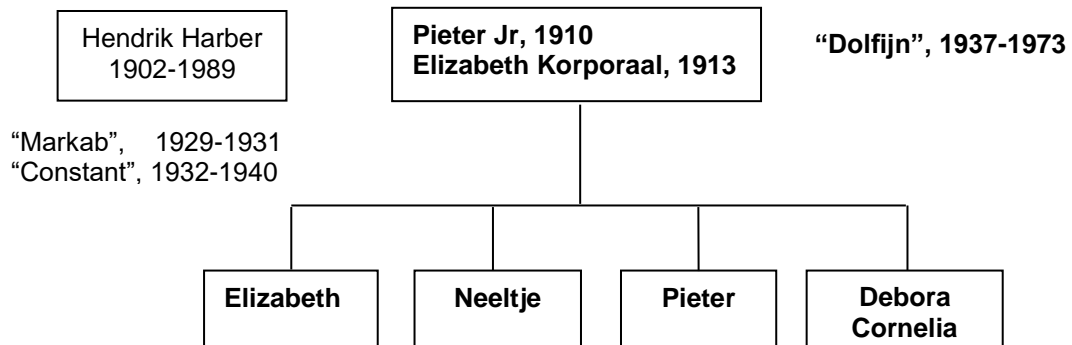 Hendrik Harber
1902-1989
Pieter Jr, 1910
Elizabeth Korporaal, 1913
“Dolfijn”, 1937-1973
“Markab”, 1929-1931
“Constant”, 1932-1940
Elizabeth
Neeltje
Pieter
Debora
Cornelia